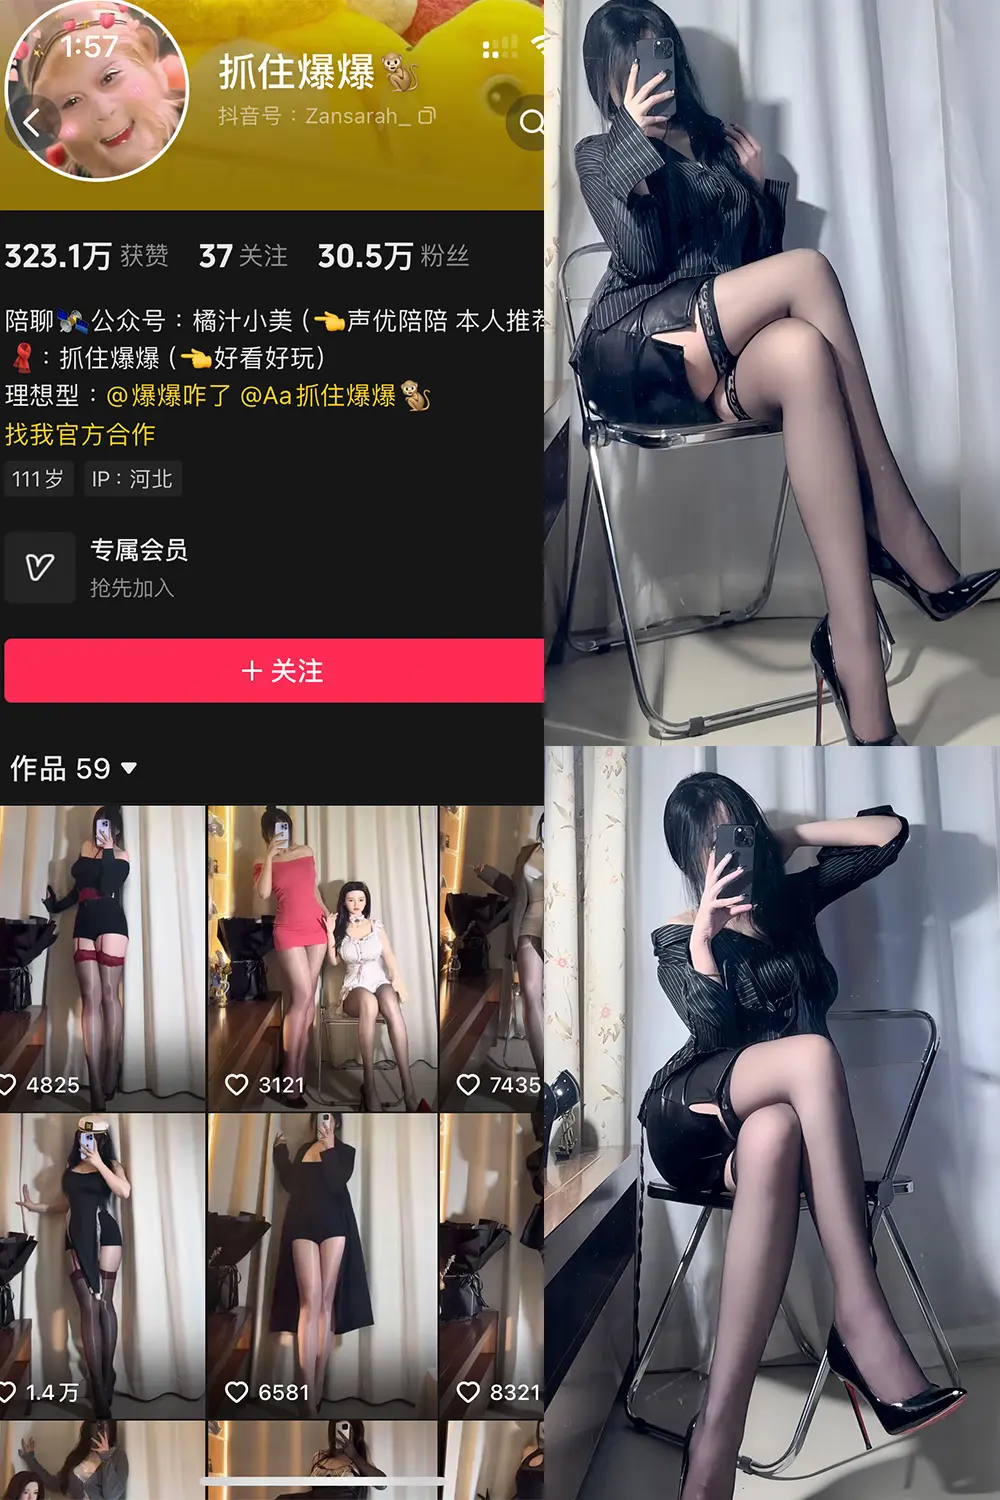 1:57
抓住爆爆🐒
抖音号：Zansarah_
323.1万 获赞 37 关注 30.5万 粉丝
陪聊🛰️公众号：橘汁小美 (👈声优陪陪 本人推荐
🧣：抓住爆爆 (👈好看好玩)
理想型：@爆爆咋了 @Aa抓住爆爆🐒
找我官方合作
111岁 IP：河北
专属会员
抢先加入
+ 关注
作品 59
4825 3121 7435
1.4万 6581 8321